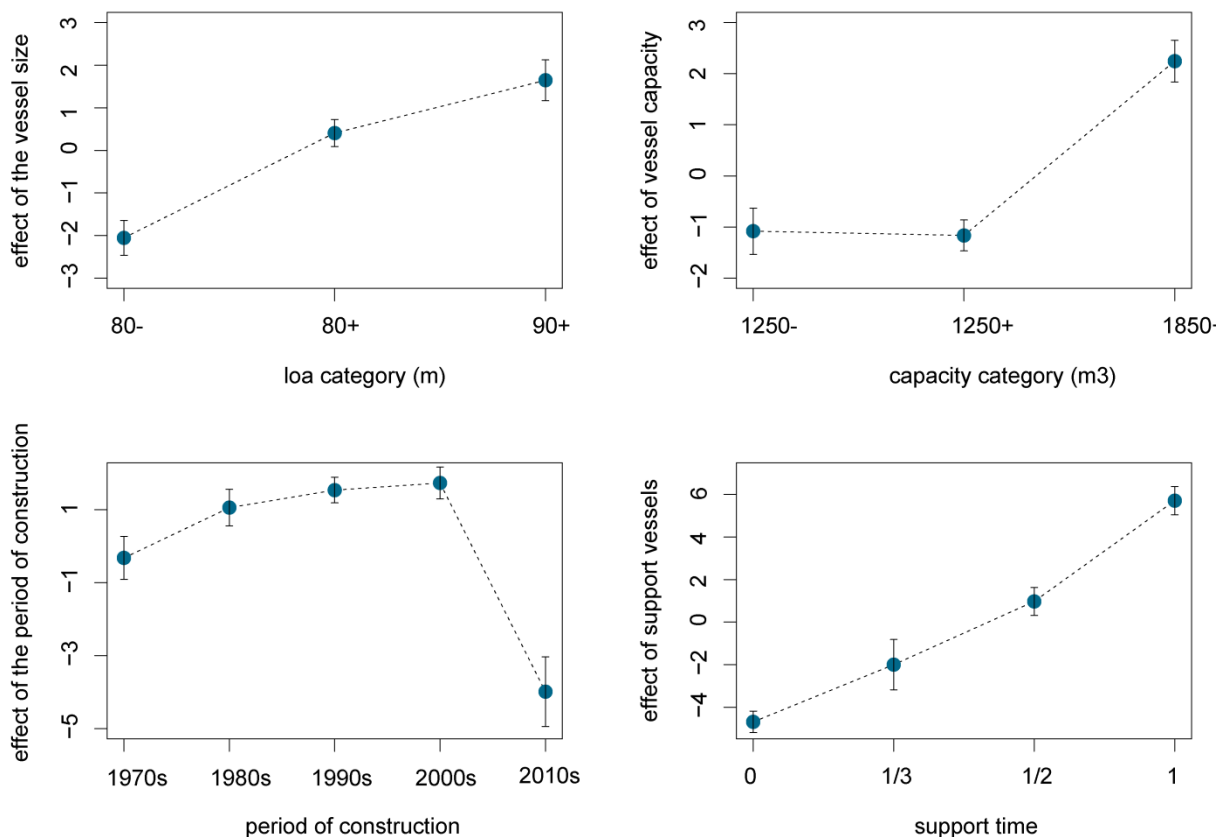 effect of the vessel size
3
2
1
0
−1
−2
−3
80-
80+
90+
loa category (m)
effect of vessel capacity
3
2
1
0
−1
−2
1250-
1250+
1850+
capacity category (m3)
effect of the period of construction
1
−1
−3
−5
1970s
1980s
1990s
2000s
2010s
period of construction
effect of support vessels
6
4
2
0
−2
−4
0
1/3
1/2
1
support time